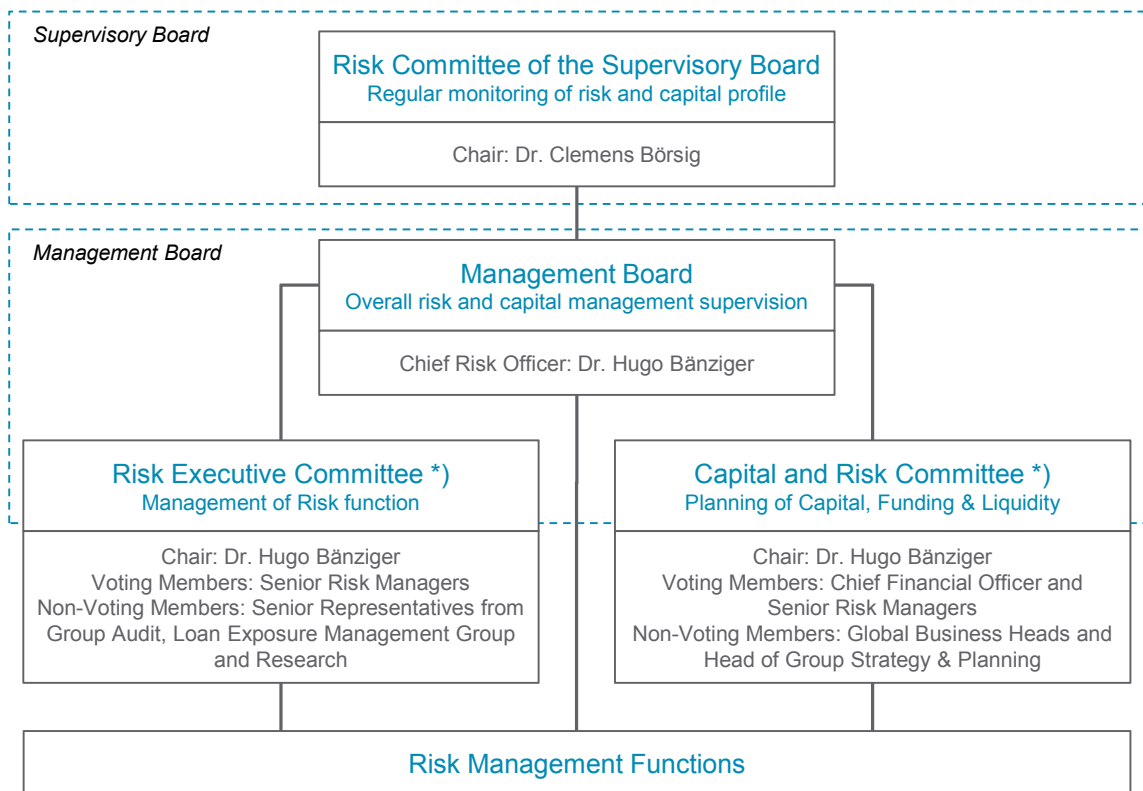 Supervisory Board
Risk Committee of the Supervisory Board
Regular monitoring of risk and capital profile
Chair: Dr. Clemens Börsig
Management Board
Management Board
Overall risk and capital management supervision
Chief Risk Officer: Dr. Hugo Bänziger
Risk Executive Committee *)
Management of Risk function
Chair: Dr. Hugo Bänziger
Voting Members: Senior Risk Managers
Non-Voting Members: Senior Representatives from
Group Audit, Loan Exposure Management Group
and Research
Capital and Risk Committee *)
Planning of Capital, Funding & Liquidity
Chair: Dr. Hugo Bänziger
Voting Members: Chief Financial Officer and
Senior Risk Managers
Non-Voting Members: Global Business Heads and
Head of Group Strategy & Planning
Risk Management Functions